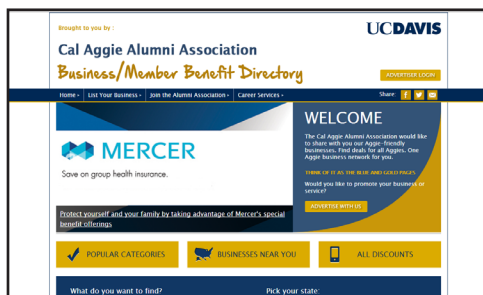 Brought to you by :
UCDAVIS
Cal Aggie Alumni Association
Business/Member Benefit Directory
ADVERTISER LOGIN
Home
List Your Business
Join the Alumni Association
Career Services
Share:
MERCER
Save on group health insurance.
Protect yourself and your family by taking advantage of Mercer's special
benefit offerings
WELCOME
The Cal Aggie Alumni Association would like
to share with you our Aggie-friendly
businesses. Find deals for all Aggies. One
Aggie business network for you.
THINK OF IT AS THE BLUE AND GOLD PAGES
Would you like to promote your business or
service?
ADVERTISE WITH US
POPULAR CATEGORIES
BUSINESSES NEAR YOU
ALL DISCOUNTS
What do you want to find?
Pick your state: